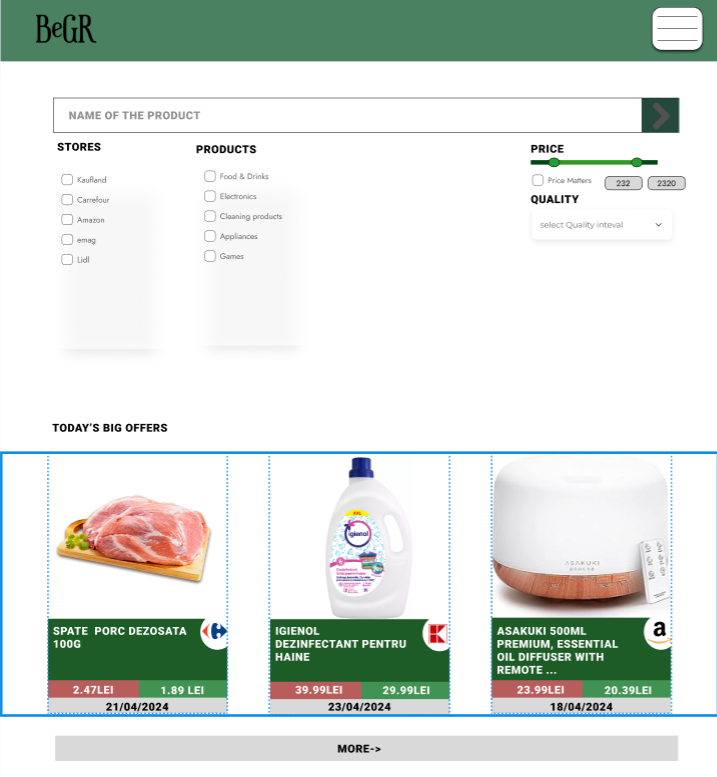 BeGR
NAME OF THE PRODUCT
STORES
Kaufland
Carrefour
Amazon
emag
Lidl
PRODUCTS
Food & Drinks
Electronics
Cleaning products
Appliances
Games
PRICE
Price Matters
232
2320
QUALITY
select Quality inteval
TODAY'S BIG OFFERS
XXL
igienol
ASAKUKI
SPATE PORC DEZOSATA
100G
2.47LEI
1.89 LEI
21/04/2024
IGIENOL
DEZINFECTANT PENTRU
HAINE
39.99LEI
29.99LEI
23/04/2024
ASAKUKI 500ML
PREMIUM, ESSENTIAL
OIL DIFFUSER WITH
REMOTE ...
a
23.99LEI
20.39LEI
18/04/2024
MORE->